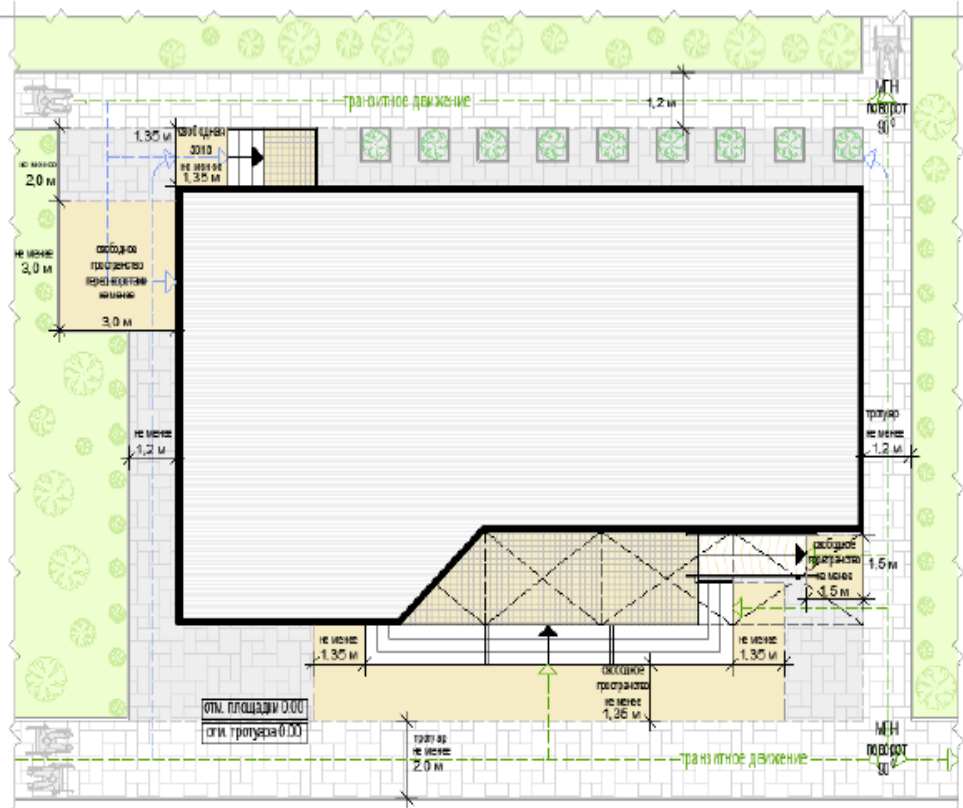 транзитное движение
1,2 м
МГН
поворот
90°
1,35 м
свободная
зона
не менее
1,35 м
не менее
2,0 м
не менее
3,0 м
свободное
пространство
перед воротами
не менее
3,0 м
не менее
1,2 м
тротуар
не менее
1,2 м
свободное
пространство
не менее
1,5 м
1,5 м
не менее
1,35 м
не менее
1,35 м
свободное
пространство
не менее
1,35 м
отм. площадки 0.00
отм. тротуара 0.00
тротуар
не менее
2,0 м
транзитное движение
МГН
поворот
90°